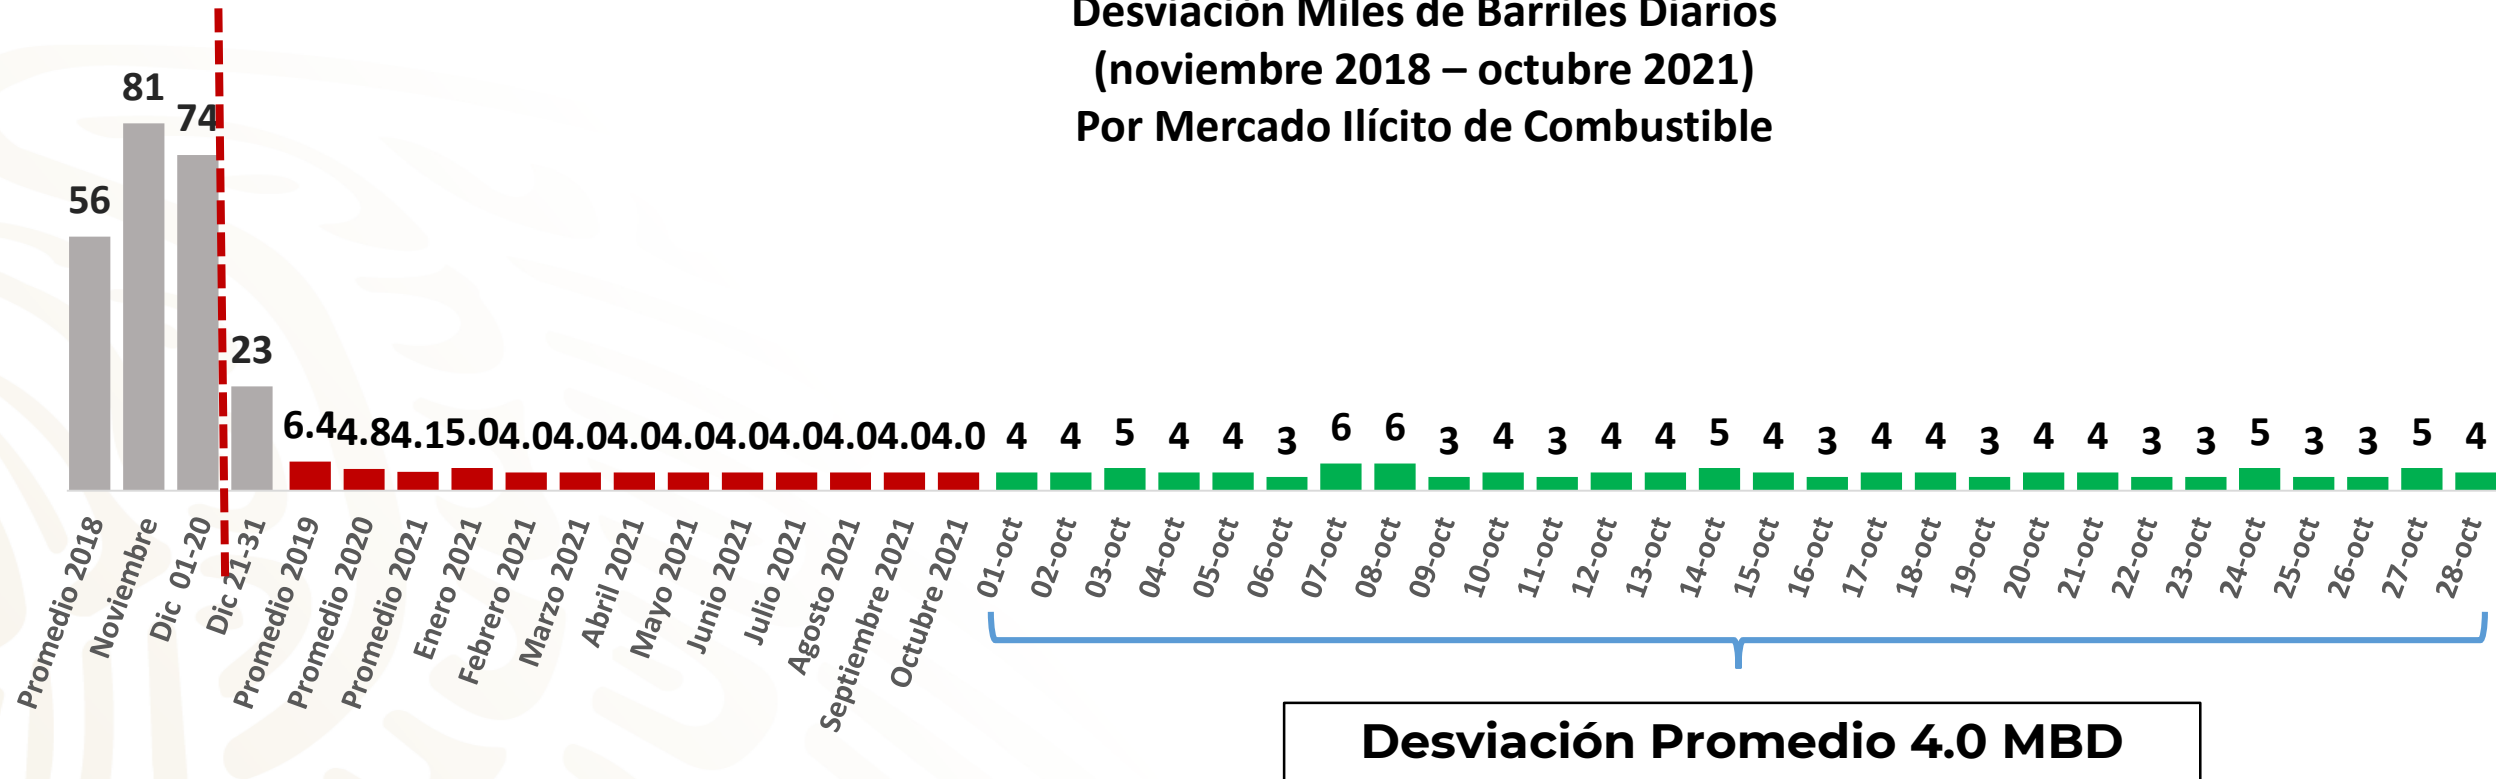 Desviación Miles de Barriles Diarios
(noviembre 2018 – octubre 2021)
Por Mercado Ilícito de Combustible
56
81
74
23
6.4
4.8
4.1
5.0
4.0
4.0
4.0
4.0
4.0
4.0
4.0
4.0
4.0
4
4
5
4
4
3
6
6
3
4
3
4
4
5
4
3
4
4
3
4
4
3
3
5
3
3
5
4
Promedio 2018
Noviembre
Dic 01-20
Dic 21-31
Promedio 2019
Promedio 2020
Promedio 2021
Enero 2021
Febrero 2021
Marzo 2021
Abril 2021
Mayo 2021
Junio 2021
Julio 2021
Agosto 2021
Septiembre 2021
Octubre 2021
01-oct
02-oct
03-oct
04-oct
05-oct
06-oct
07-oct
08-oct
09-oct
10-oct
11-oct
12-oct
13-oct
14-oct
15-oct
16-oct
17-oct
18-oct
19-oct
20-oct
21-oct
22-oct
23-oct
24-oct
25-oct
26-oct
27-oct
28-oct
Desviación Promedio 4.0 MBD